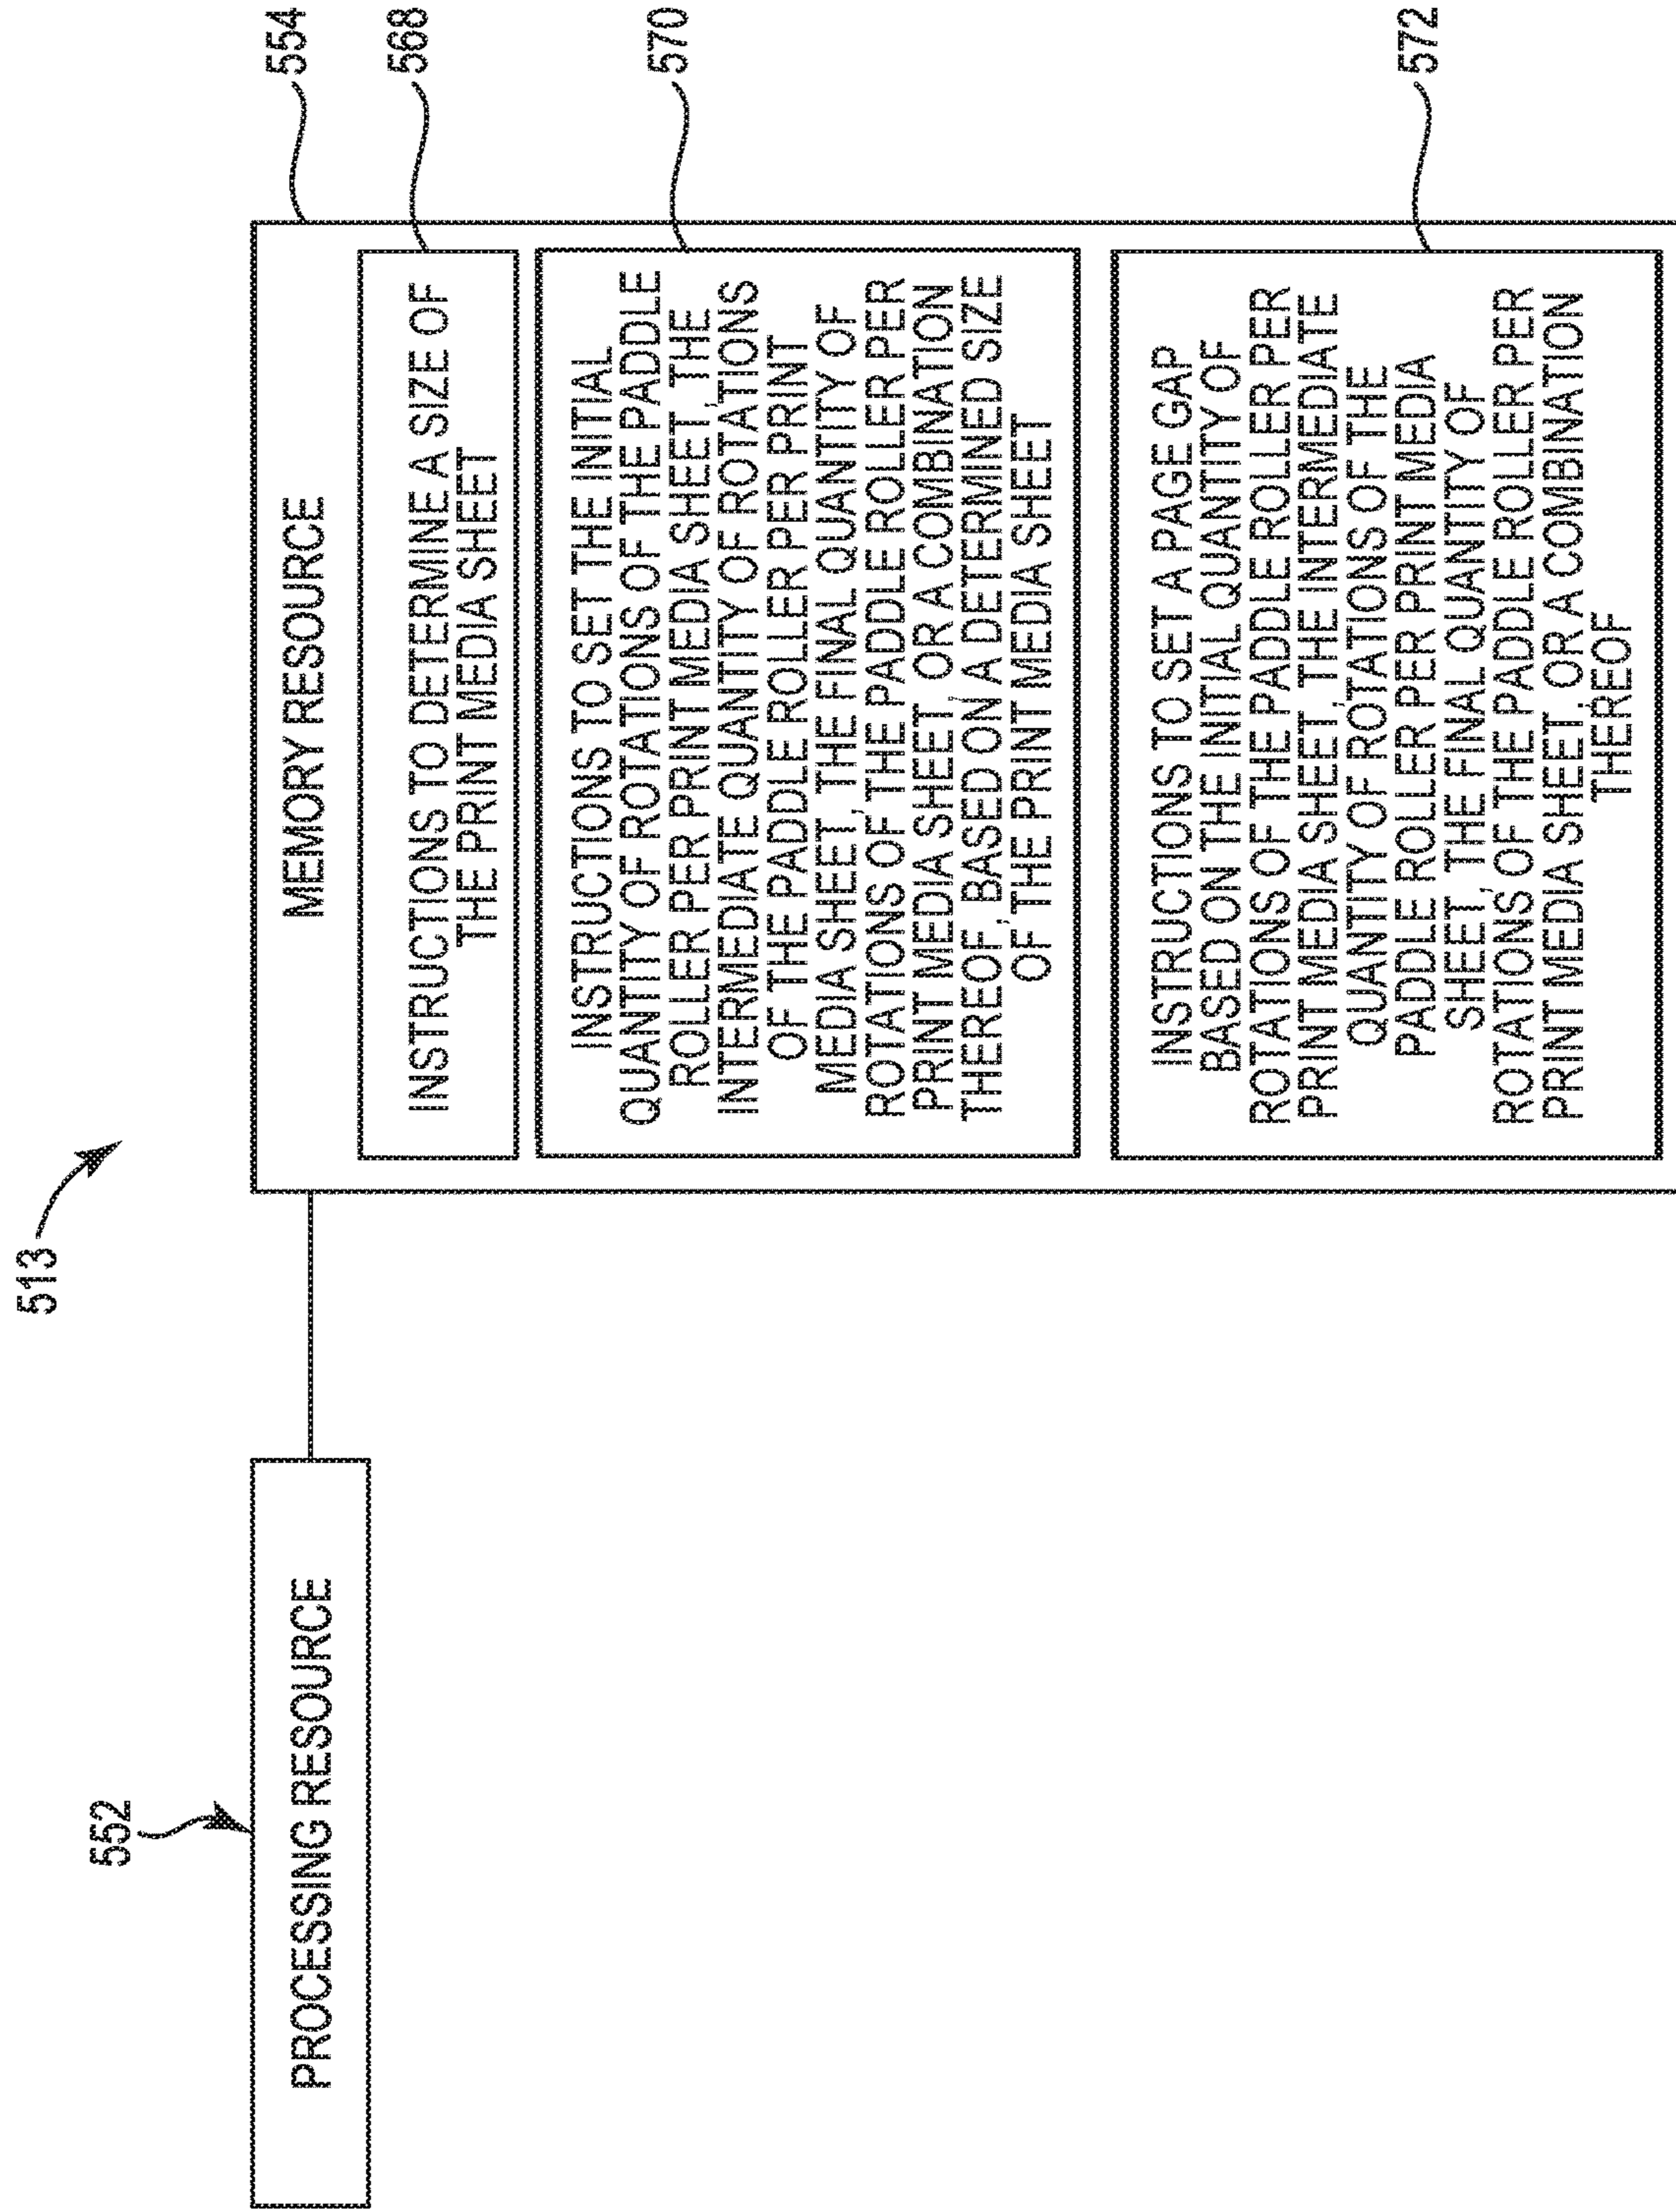 513
552
PROCESSING RESOURCE
554
MEMORY RESOURCE
568
INSTRUCTIONS TO DETERMINE A SIZE OF
THE PRINT MEDIA SHEET
570
INSTRUCTIONS TO SET THE INITIAL
QUANTITY OF ROTATIONS OF THE PADDLE
ROLLER PER PRINT MEDIA SHEET, THE
INTERMEDIATE QUANTITY OF ROTATIONS
OF THE PADDLE ROLLER PER PRINT
MEDIA SHEET, THE FINAL QUANTITY OF
ROTATIONS OF THE PADDLE ROLLER PER
PRINT MEDIA SHEET, OR A COMBINATION
THEREOF, BASED ON A DETERMINED SIZE
OF THE PRINT MEDIA SHEET
572
INSTRUCTIONS TO SET A PAGE GAP
BASED ON THE INITIAL QUANTITY OF
ROTATIONS OF THE PADDLE ROLLER PER
PRINT MEDIA SHEET, THE INTERMEDIATE
QUANTITY OF ROTATIONS OF THE
PADDLE ROLLER PER PRINT MEDIA
SHEET, THE FINAL QUANTITY OF
ROTATIONS OF THE PADDLE ROLLER PER
PRINT MEDIA SHEET, OR A COMBINATION
THEREOF